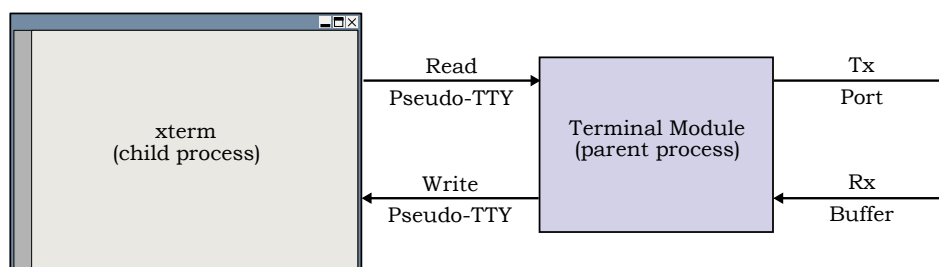 xterm
(child process)
Read
Pseudo-TTY
Write
Pseudo-TTY
Terminal Module
(parent process)
Tx
Port
Rx
Buffer